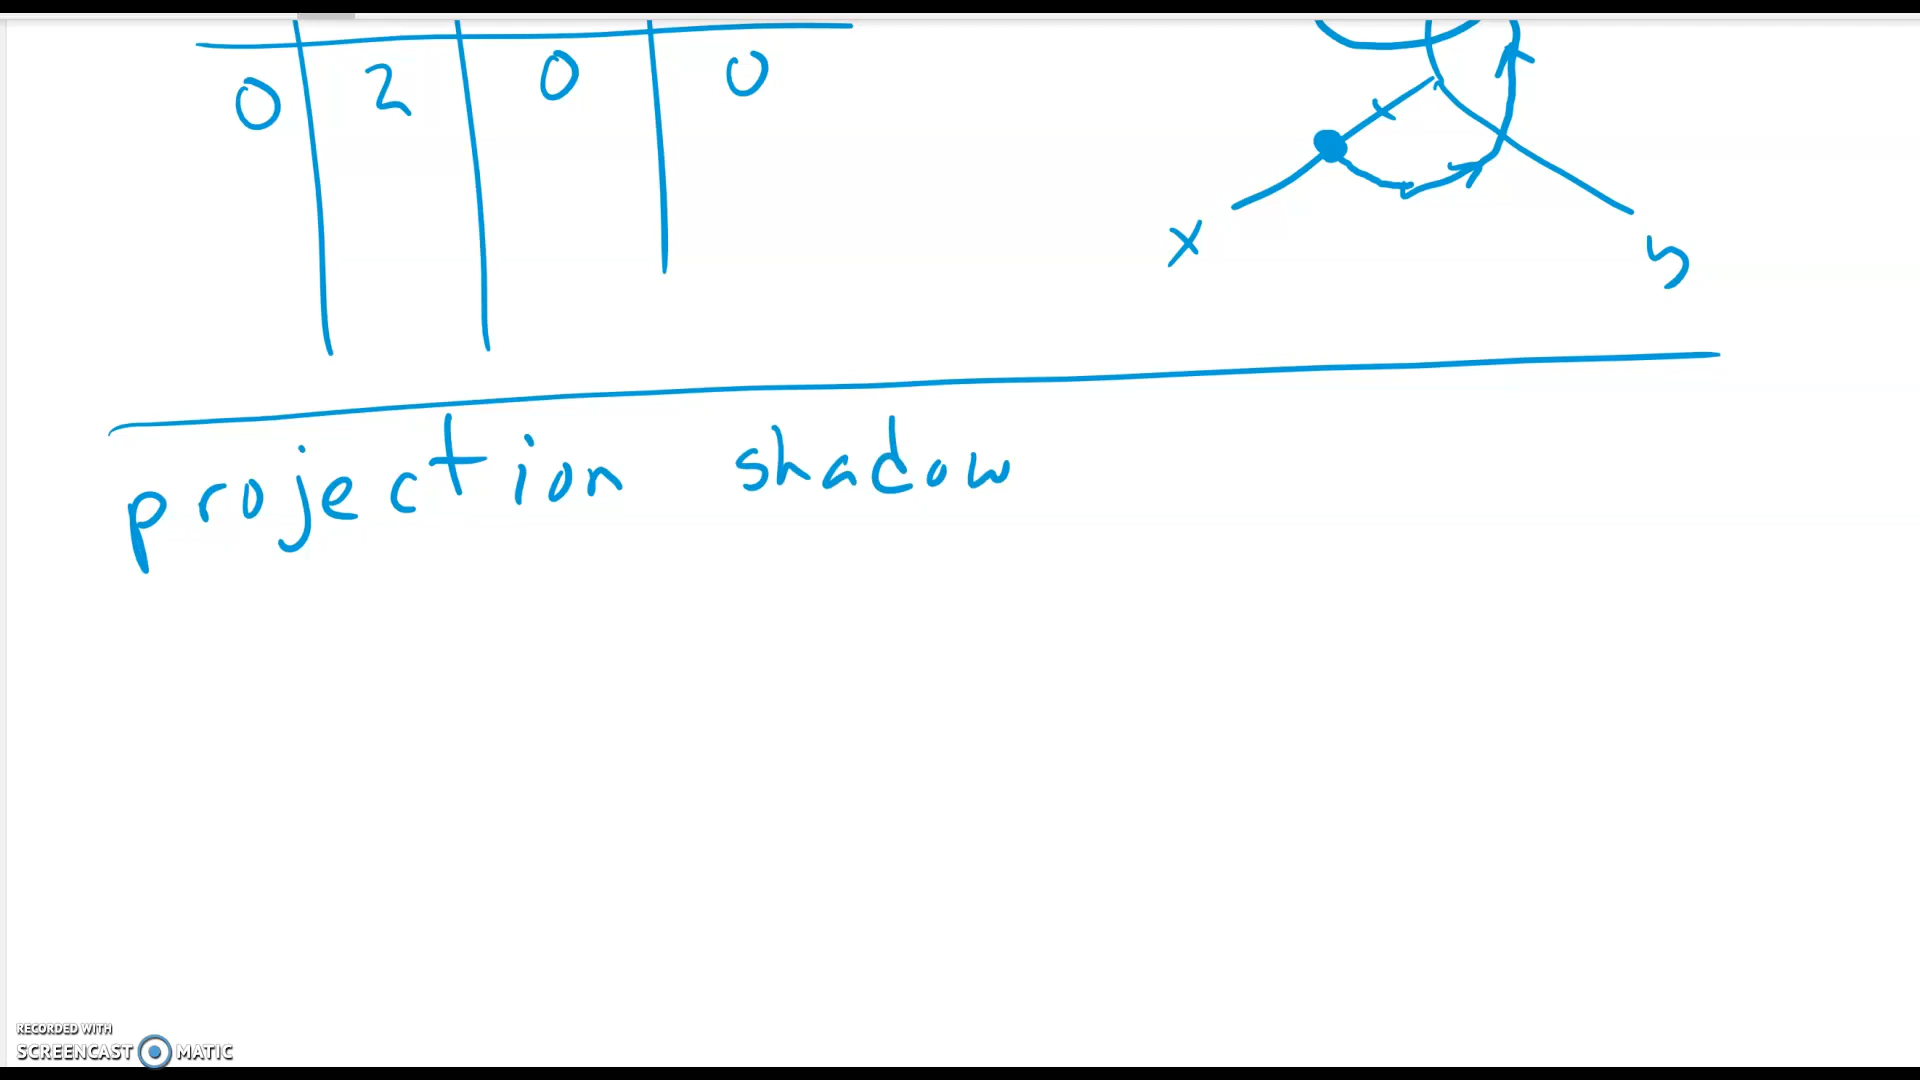 0 2 0 0
x y
projection shadow
RECORDED WITH
SCREENCAST MATIC